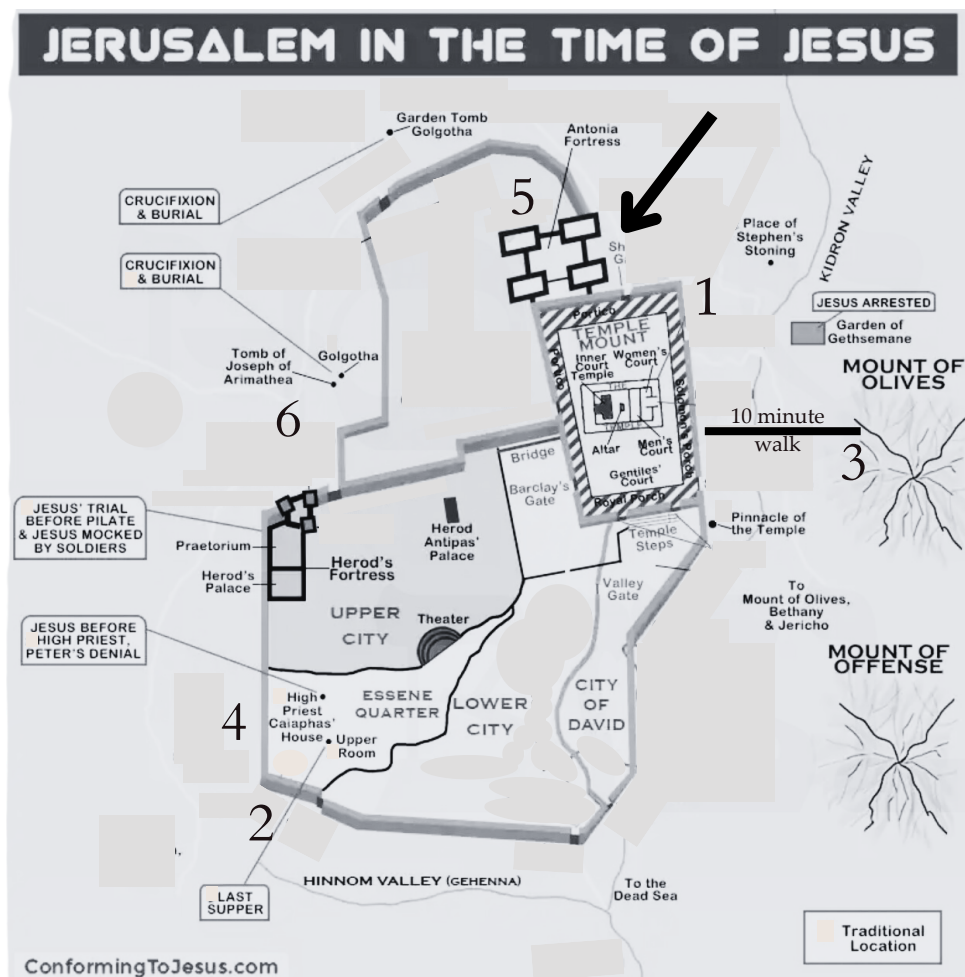 JERUSALEM IN THE TIME OF JESUS
Garden Tomb
Golgotha
Antonia
Fortress
5
CRUCIFIXION
& BURIAL
Place of
Stephen's
Stoning
KIDRON VALLEY
CRUCIFIXION
& BURIAL
1
JESUS ARRESTED
Garden of
Gethsemane
Portico
TEMPLE
MOUNT
Inner
Court
Temple
Women's
Court
Portico
Solomon's Porch
THE
TEMPLE
Altar
Men's
Court
Gentiles'
Court
Royal Porch
Tomb of
Joseph of
Arimathea
Golgotha
MOUNT OF
OLIVES
6
10 minute
walk
3
Bridge
Barclay's
Gate
JESUS' TRIAL
BEFORE PILATE
& JESUS MOCKED
BY SOLDIERS
Praetorium
Herod's
Palace
Herod's
Fortress
Herod
Antipas'
Palace
Temple
Steps
Pinnacle of
the Temple
Valley
Gate
To
Mount of Olives,
Bethany
& Jericho
UPPER
CITY
Theater
JESUS BEFORE
HIGH PRIEST,
PETER'S DENIAL
MOUNT OF
OFFENSE
4
High
Priest
Caiaphas'
House
Upper
Room
ESSENE
QUARTER
LOWER
CITY
CITY
OF
DAVID
2
LAST
SUPPER
HINNOM VALLEY (GEHENNA)
To the
Dead Sea
Traditional
Location
ConformingToJesus.com